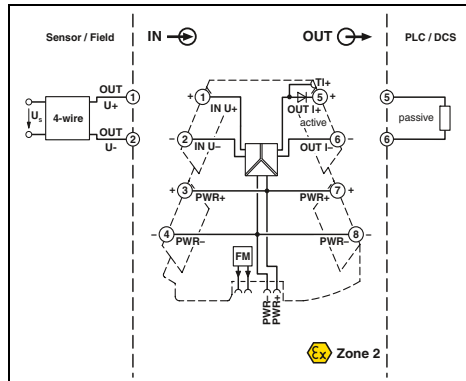 Sensor / Field
IN
OUT
PLC / DCS
OUT
U+
1
4-wire
Us
OUT
U-
2
+ 1
IN U+
TI+
5 +
OUT I+
active
5
passive
6
− 2
IN U−
6 −
OUT I−
+ 3
PWR+
7 +
PWR+
− 4
PWR−
8 −
PWR−
FM
PWR−
PWR+
Ex Zone 2